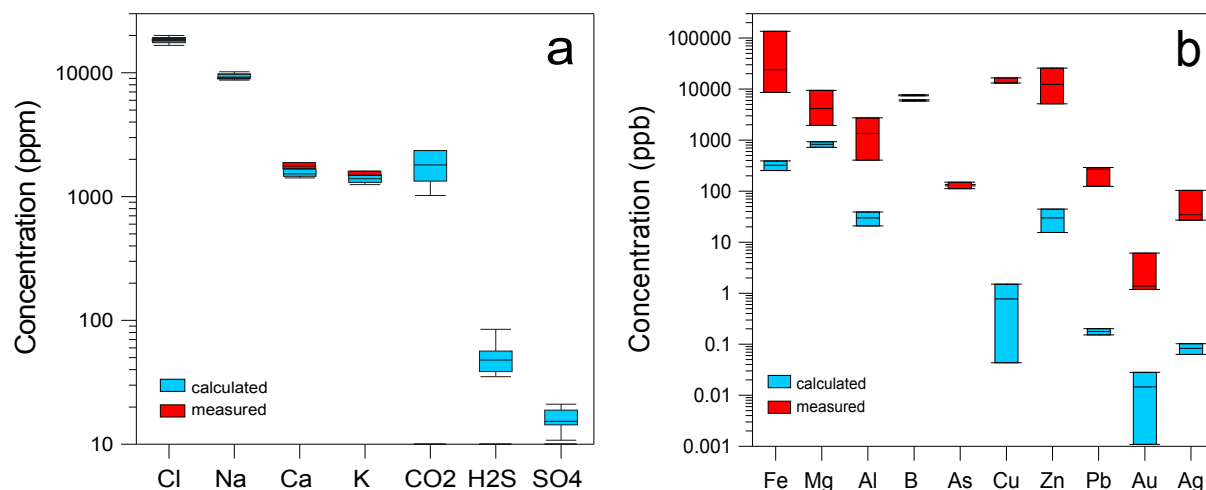 a
Concentration (ppm)
10000
1000
100
10
calculated
measured
Cl Na Ca K CO2 H2S SO4
b
Concentration (ppb)
100000
10000
1000
100
10
1
0.1
0.01
0.001
calculated
measured
Fe Mg Al B As Cu Zn Pb Au Ag